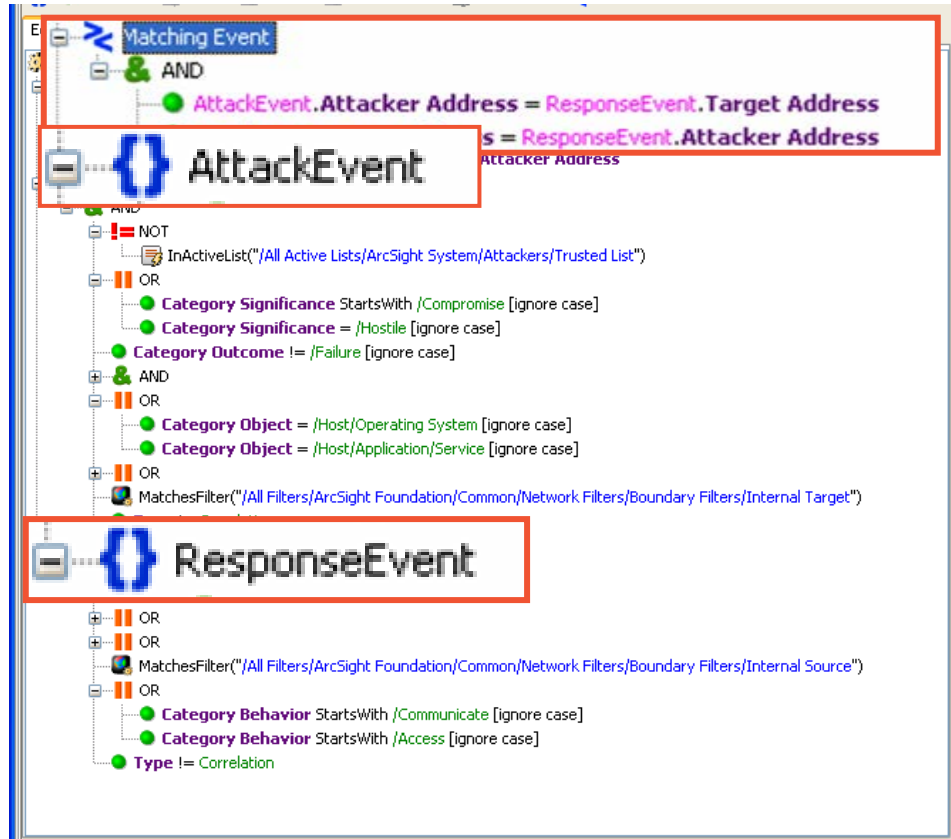 Matching Event
AND
AttackEvent.Attacker Address = ResponseEvent.Target Address
s = ResponseEvent.Attacker Address
Attacker Address
AttackEvent
AND
!= NOT
InActiveList("/All Active Lists/ArcSight System/Attackers/Trusted List")
OR
Category Significance StartsWith /Compromise [ignore case]
Category Significance = /Hostile [ignore case]
Category Outcome != /Failure [ignore case]
AND
OR
Category Object = /Host/Operating System [ignore case]
Category Object = /Host/Application/Service [ignore case]
OR
MatchesFilter("/All Filters/ArcSight Foundation/Common/Network Filters/Boundary Filters/Internal Target")
ResponseEvent
OR
OR
MatchesFilter("/All Filters/ArcSight Foundation/Common/Network Filters/Boundary Filters/Internal Source")
OR
Category Behavior StartsWith /Communicate [ignore case]
Category Behavior StartsWith /Access [ignore case]
Type != Correlation